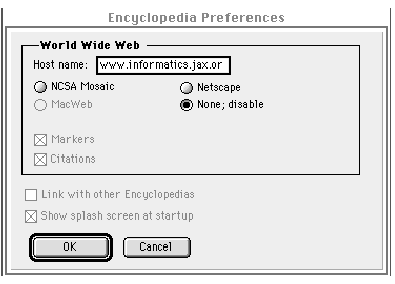 Encyclopedia Preferences
World Wide Web
Host name: www.informatics.jax.or
NCSA Mosaic Netscape
MacWeb None; disable
Markers
Citations
Link with other Encyclopedias
Show splash screen at startup
OK Cancel